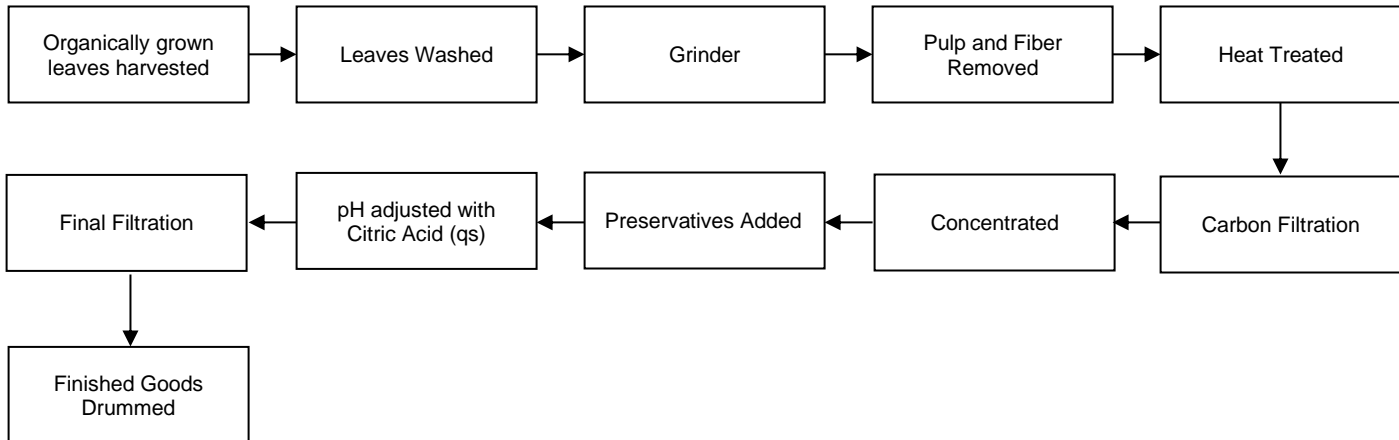 Organically grown
leaves harvested
Leaves Washed
Grinder
Pulp and Fiber
Removed
Heat Treated
Carbon Filtration
Concentrated
Preservatives Added
pH adjusted with
Citric Acid (qs)
Final Filtration
Finished Goods
Drummed